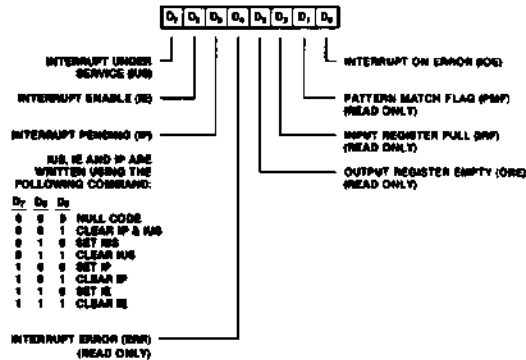 D7 D6 D5 D4 D3 D2 D1 D0
INTERRUPT UNDER
SERVICE (IUS)
INTERRUPT ENABLE (IE)
INTERRUPT PENDING (IP)
IUS, IE AND IP ARE
WRITTEN USING THE
FOLLOWING COMMAND:
D7 D6 D5
0 0 0 NULL CODE
0 0 1 CLEAR IP & IUS
0 1 0 SET IUS
0 1 1 CLEAR IUS
1 0 0 SET IP
1 0 1 CLEAR IP
1 1 0 SET IE
1 1 1 CLEAR IE
INTERRUPT ERROR (ERR)
(READ ONLY)
INTERRUPT ON ERROR (IOE)
PATTERN MATCH FLAG (PMF)
(READ ONLY)
INPUT REGISTER FULL (IRF)
(READ ONLY)
OUTPUT REGISTER EMPTY (ORE)
(READ ONLY)